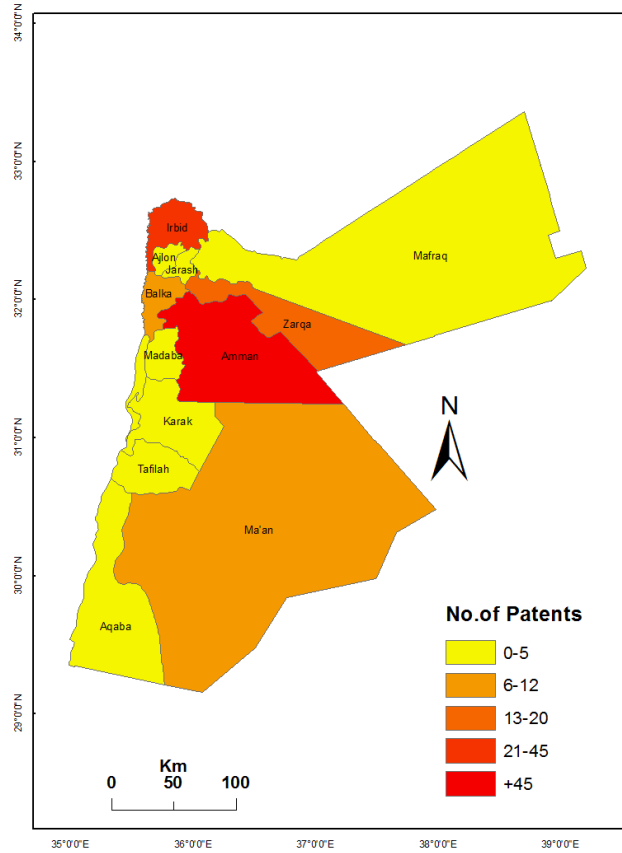 34°0'0"N
33°0'0"N
32°0'0"N
31°0'0"N
30°0'0"N
29°0'0"N
Irbid
Ajlon
Jarash
Mafraq
Balka
Zarqa
Madaba
Amman
Karak
Tafilah
Ma'an
Aqaba
N
No.of Patents
0-5
6-12
13-20
21-45
+45
Km
0 50 100
35°0'0"E 36°0'0"E 37°0'0"E 38°0'0"E 39°0'0"E